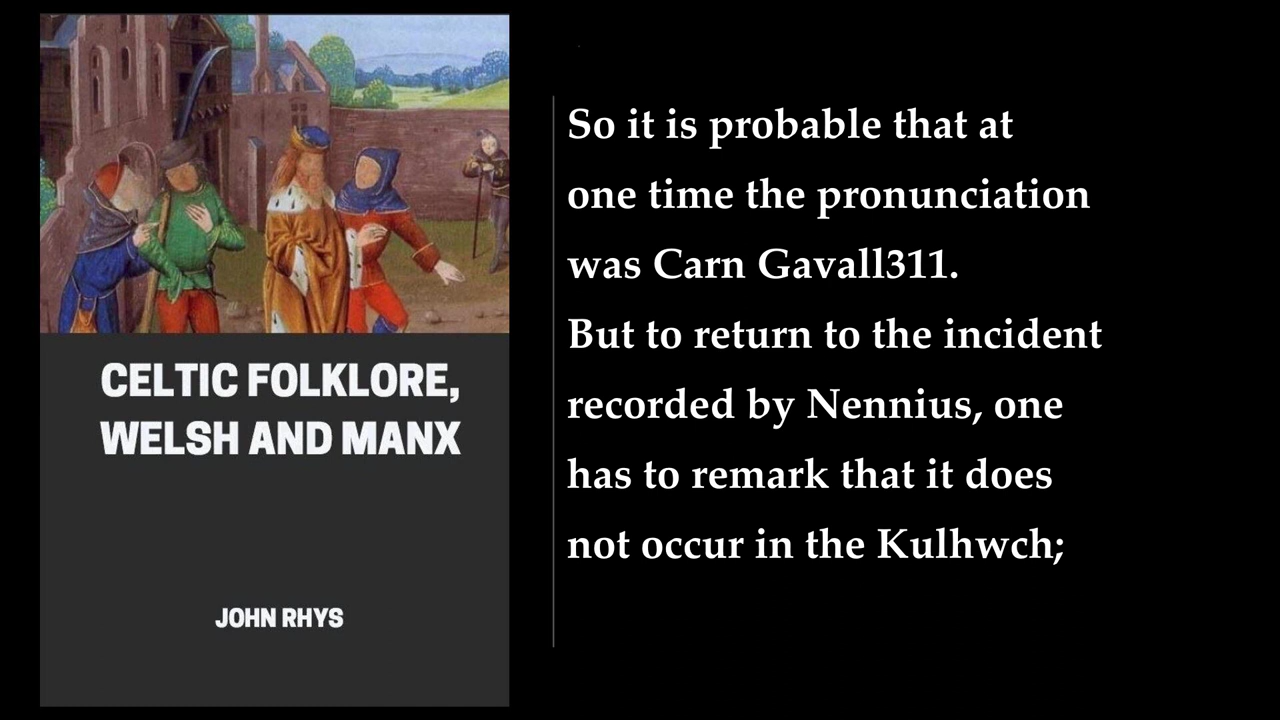 CELTIC FOLKLORE,
WELSH AND MANX
JOHN RHYS
So it is probable that at
one time the pronunciation
was Carn Gavall311.
But to return to the incident
recorded by Nennius, one
has to remark that it does
not occur in the Kulhwch;